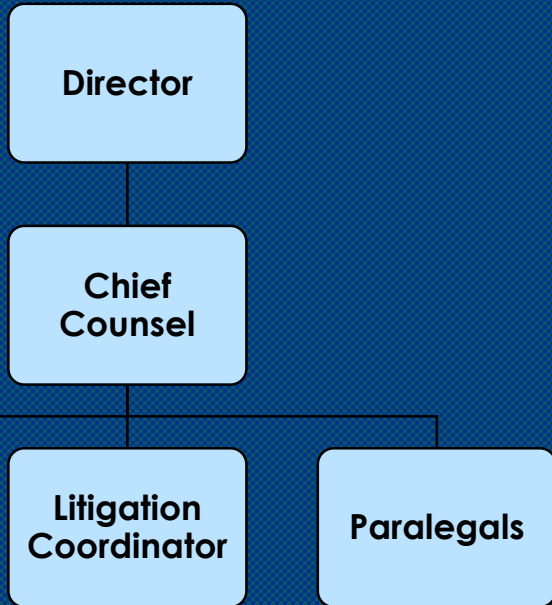 Director
Chief
Counsel
Litigation
Coordinator
Paralegals